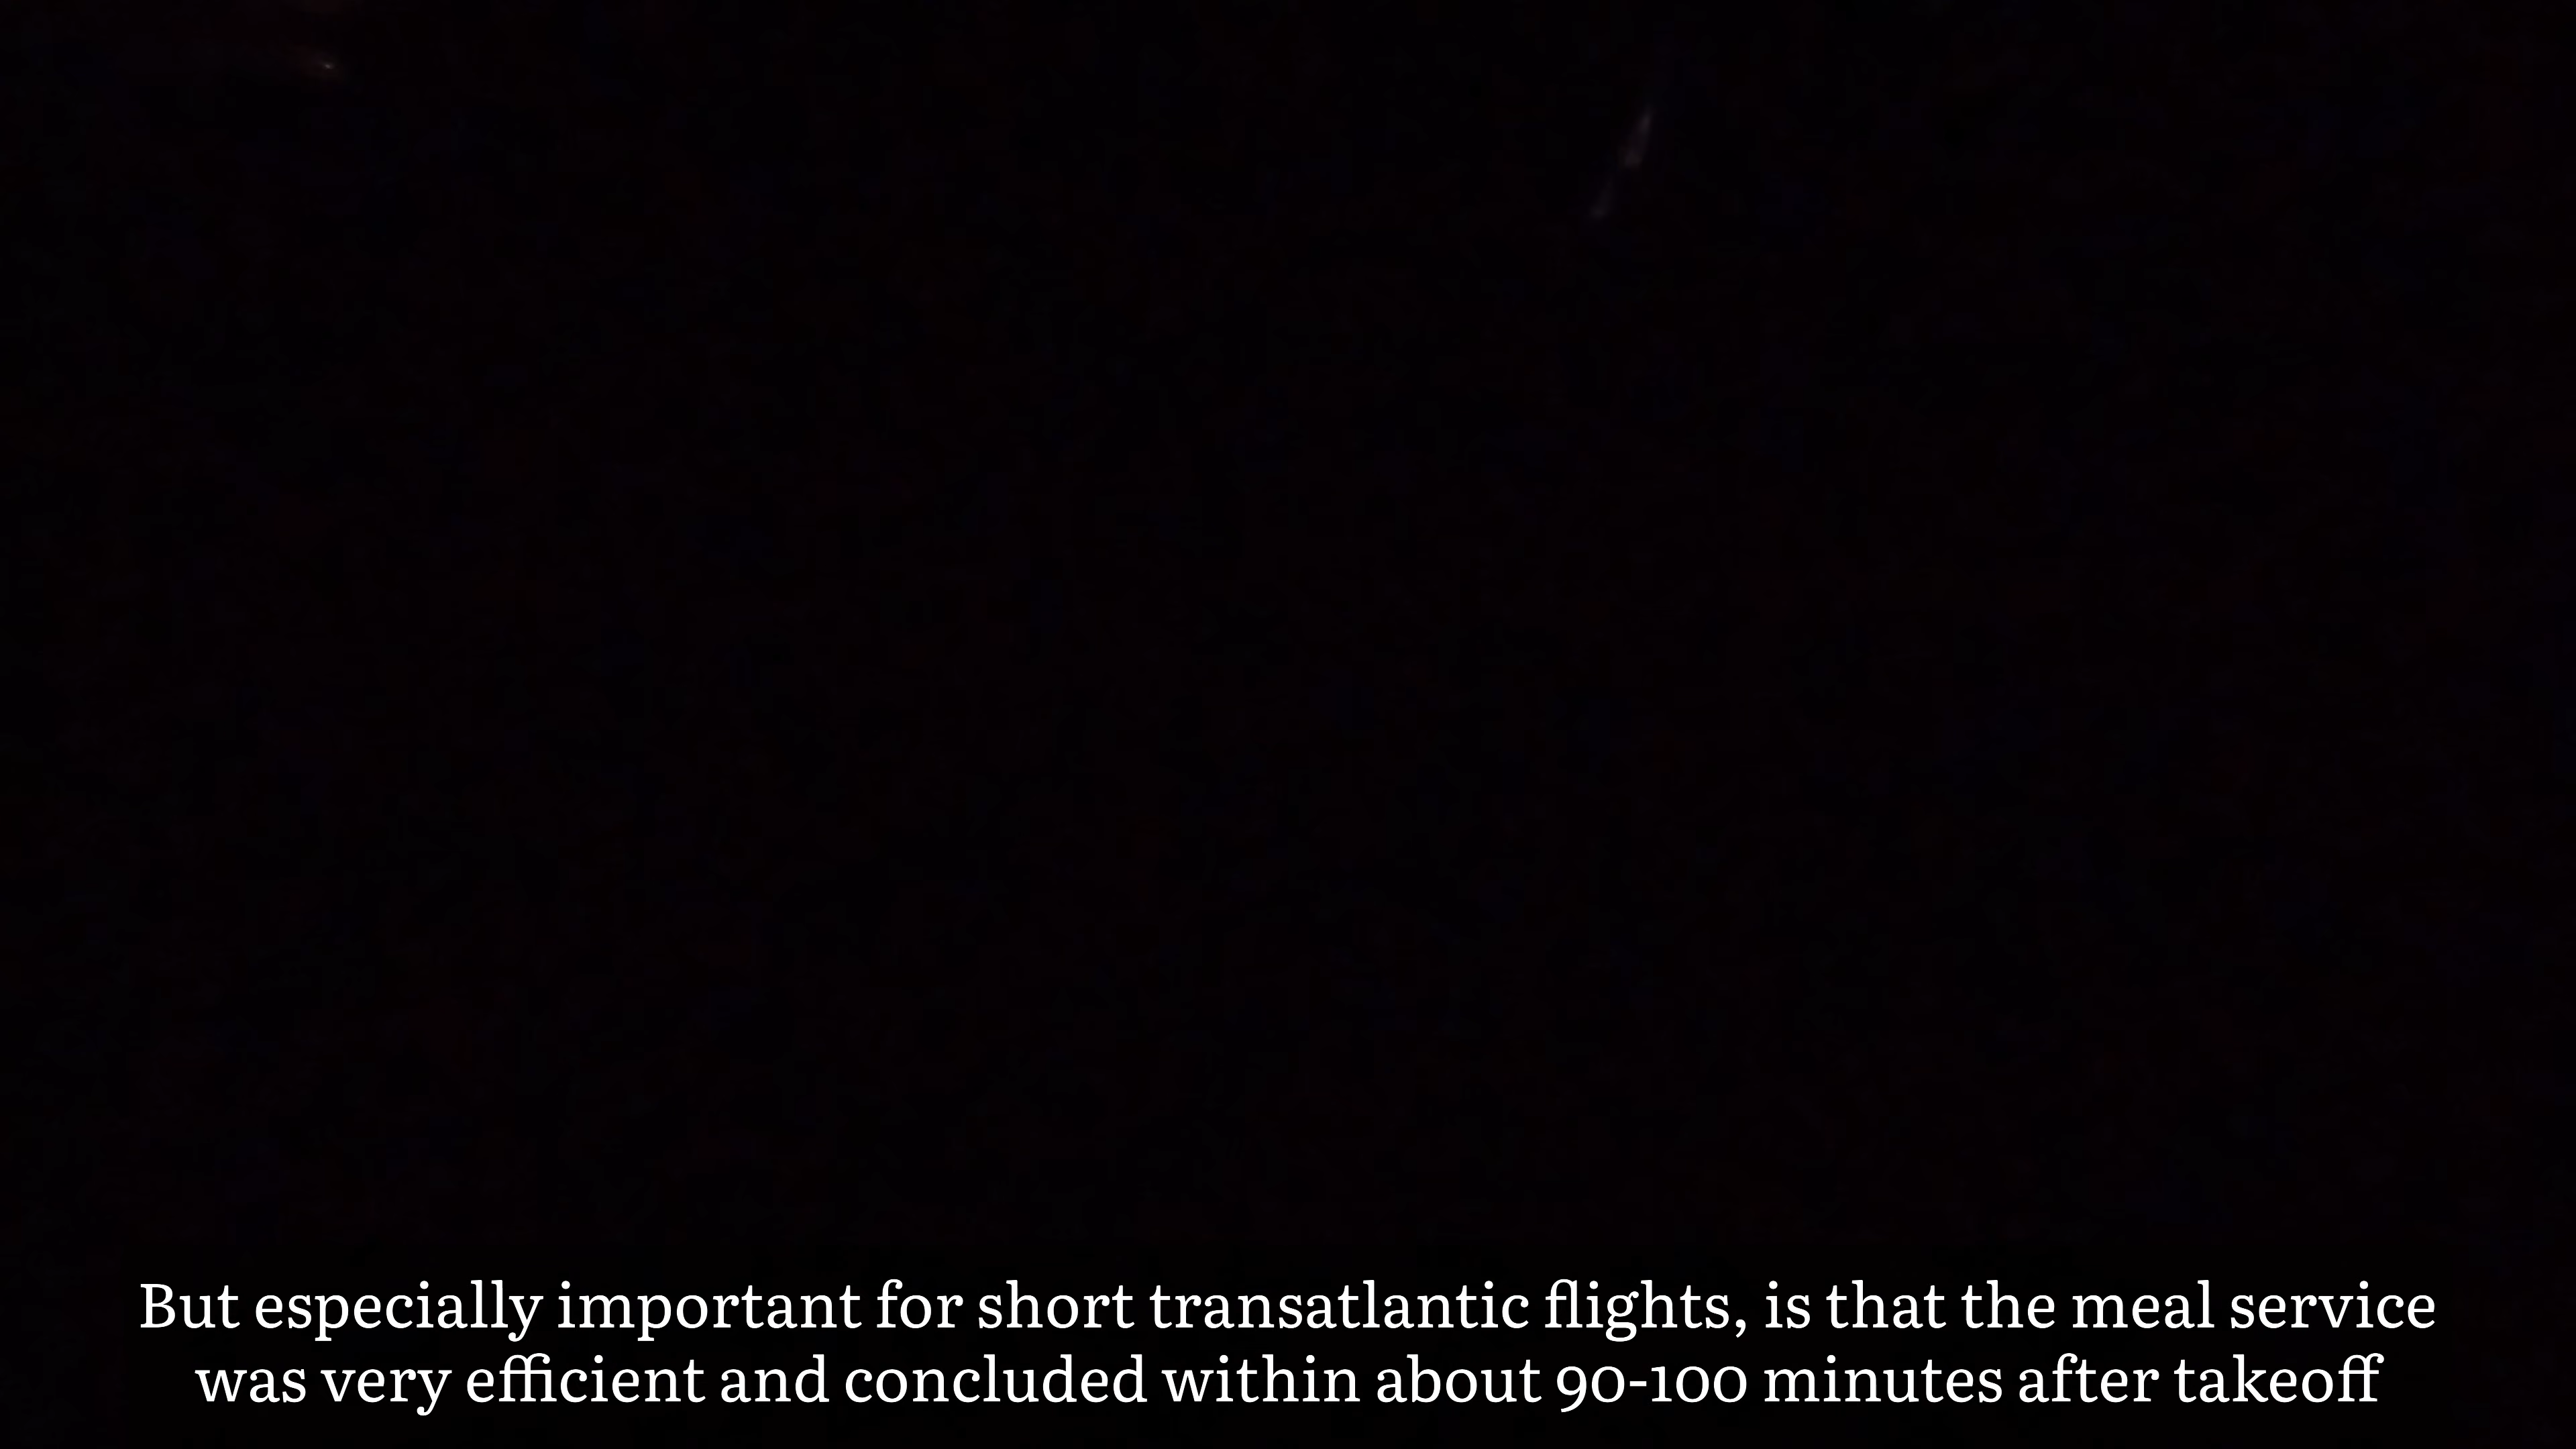 But especially important for short transatlantic flights, is that the meal service
was very efficient and concluded within about 90-100 minutes after takeoff